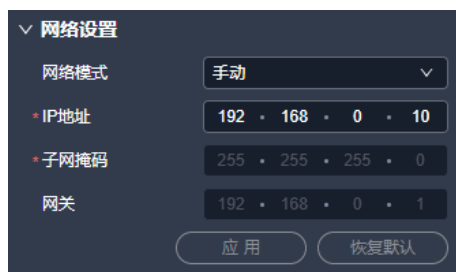 网络设置
网络模式 手动
*IP地址 192 . 168 . 0 . 10
*子网掩码 255 . 255 . 255 . 0
网关 192 . 168 . 0 . 1
应用 恢复默认